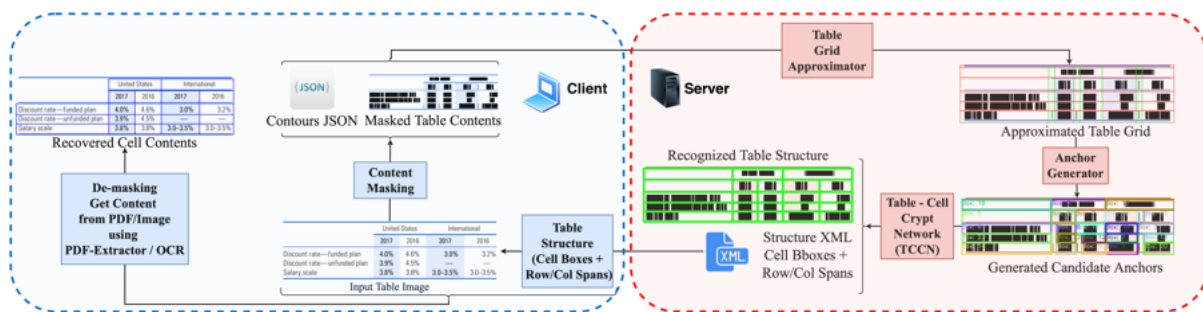 Table
Grid
Approximator
{JSON}
Client
Server
United States International
2017 2016 2017 2016
Discount rate—funded plan 4.0% 4.6% 3.0% 3.2%
Discount rate—unfunded plan 3.9% 4.5% — —
Salary scale 3.8% 3.8% 3.0–3.5% 3.0–3.5%
Recovered Cell Contents
Contours JSON Masked Table Contents
Approximated Table Grid
Recognized Table Structure
Anchor
Generator
De-masking
Get Content
from PDF/Image
using
PDF-Extractor / OCR
Content
Masking
Table - Cell
Crypt
Network
(TCCN)
United States International
2017 2016 2017 2016
Discount rate—funded plan 4.0% 4.6% 3.0% 3.2%
Discount rate—unfunded plan 3.9% 4.5% — —
Salary scale 3.8% 3.8% 3.0–3.5% 3.0–3.5%
Input Table Image
Table
Structure
(Cell Boxes +
Row/Col Spans)
XML
Structure XML
Cell Bboxes +
Row/Col Spans
Generated Candidate Anchors